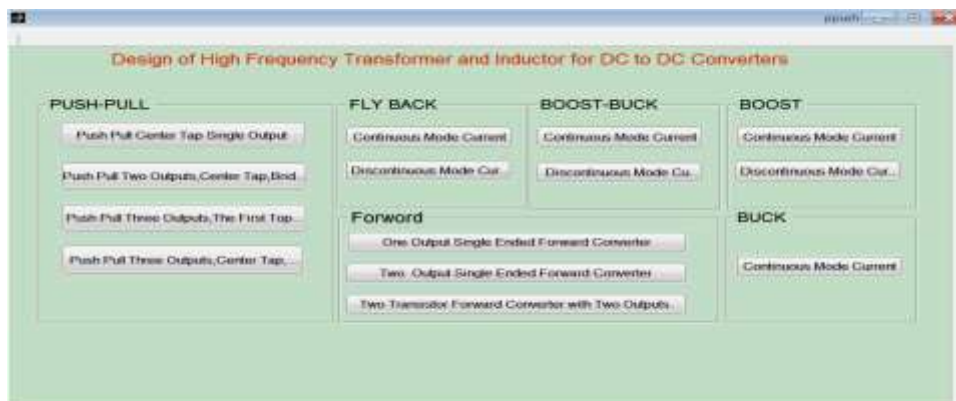 ppush
Design of High Frequency Transformer and Inductor for DC to DC Converters
PUSH-PULL
Push Pull Center Tap Single Output
Push Pull Two Outputs,Center Tap,Brid...
Push Pull Three Outputs,The First Tap...
Push Pull Three Outputs,Center Tap,...
FLY BACK
Continuous Mode Current
Discontinuous Mode Cur...
BOOST-BUCK
Continuous Mode Current
Discontinuous Mode Cu...
BOOST
Continuous Mode Current
Discontinuous Mode Cur...
Forword
One Output Single Ended Forward Converter
Two Output Single Ended Forward Converter
Two Transistor Forward Converter with Two Outputs
BUCK
Continuous Mode Current